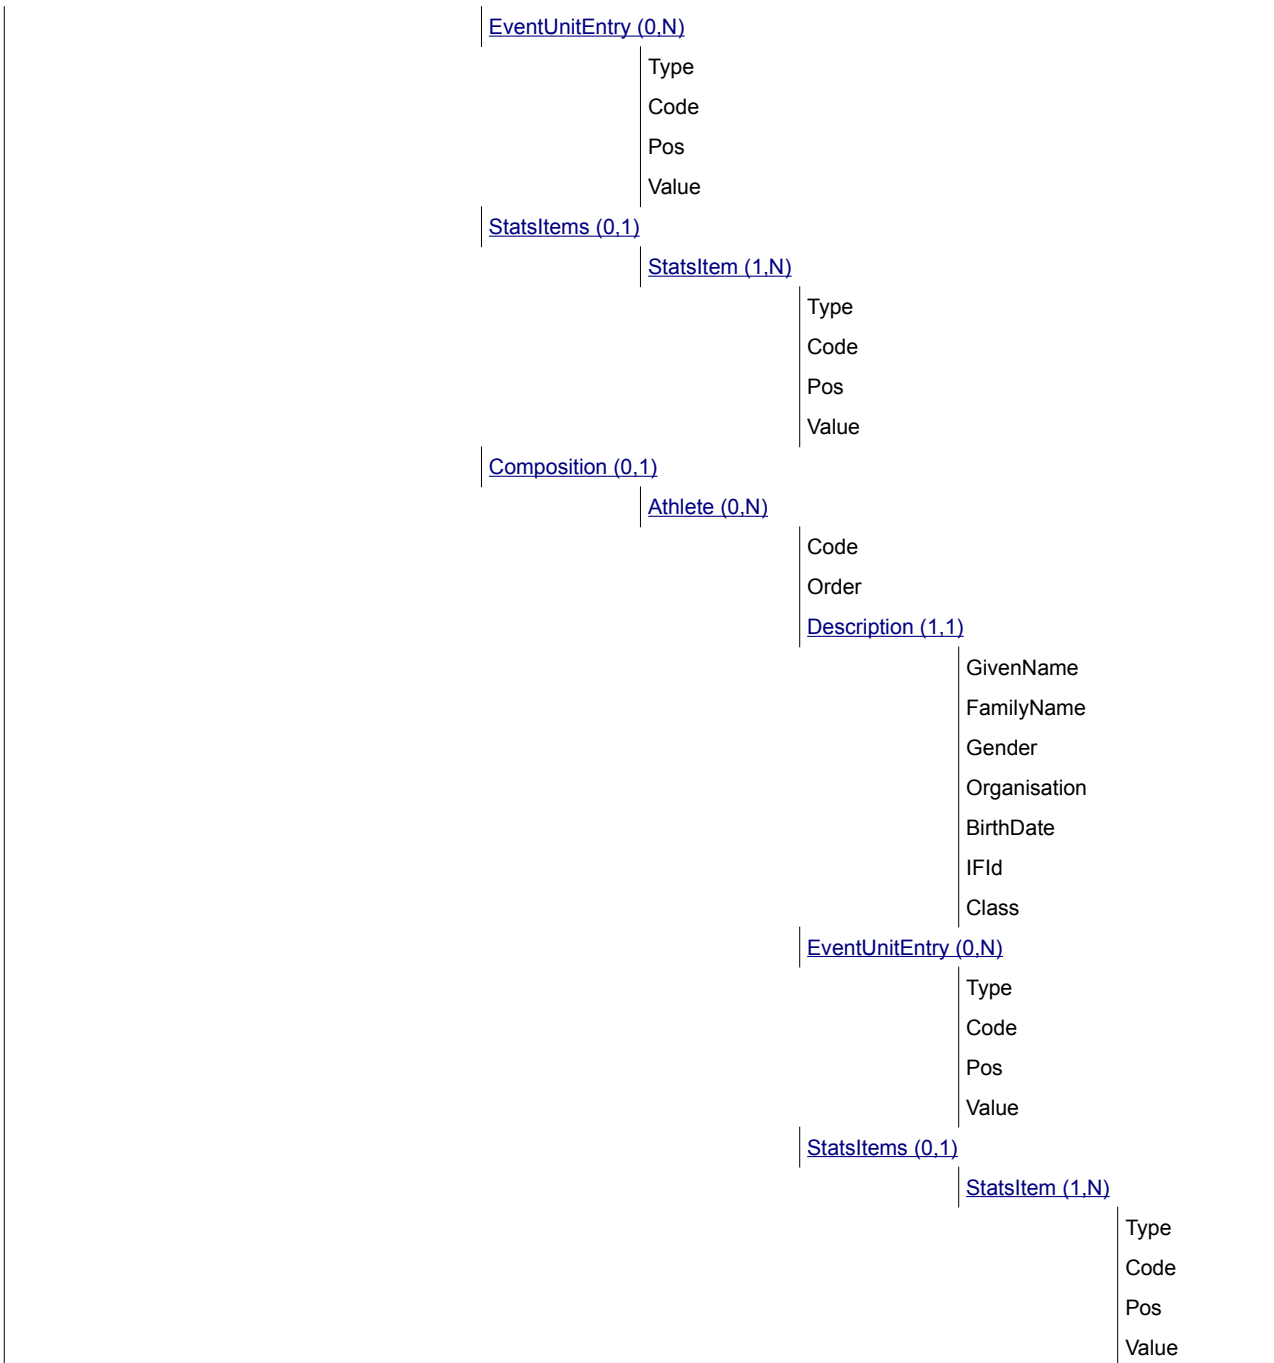 EventUnitEntry (0,N)
Type
Code
Pos
Value
StatsItems (0,1)
StatsItem (1,N)
Type
Code
Pos
Value
Composition (0,1)
Athlete (0,N)
Code
Order
Description (1,1)
GivenName
FamilyName
Gender
Organisation
BirthDate
IFId
Class
EventUnitEntry (0,N)
Type
Code
Pos
Value
StatsItems (0,1)
StatsItem (1,N)
Type
Code
Pos
Value